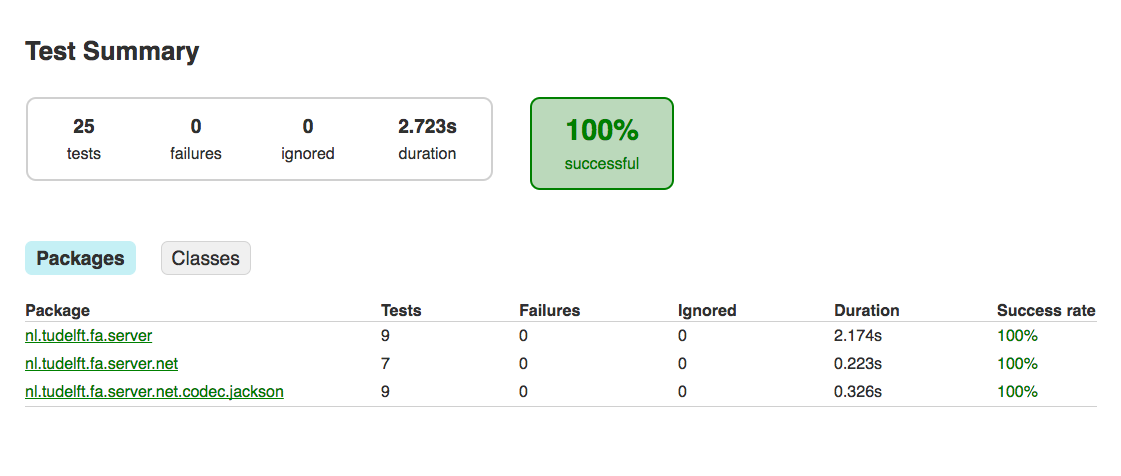 Test Summary
25 0 0 2.723s
tests failures ignored duration
100%
successful
Packages Classes
Package Tests Failures Ignored Duration Success rate
nl.tudelft.fa.server 9 0 0 2.174s 100%
nl.tudelft.fa.server.net 7 0 0 0.223s 100%
nl.tudelft.fa.server.net.codec.jackson 9 0 0 0.326s 100%